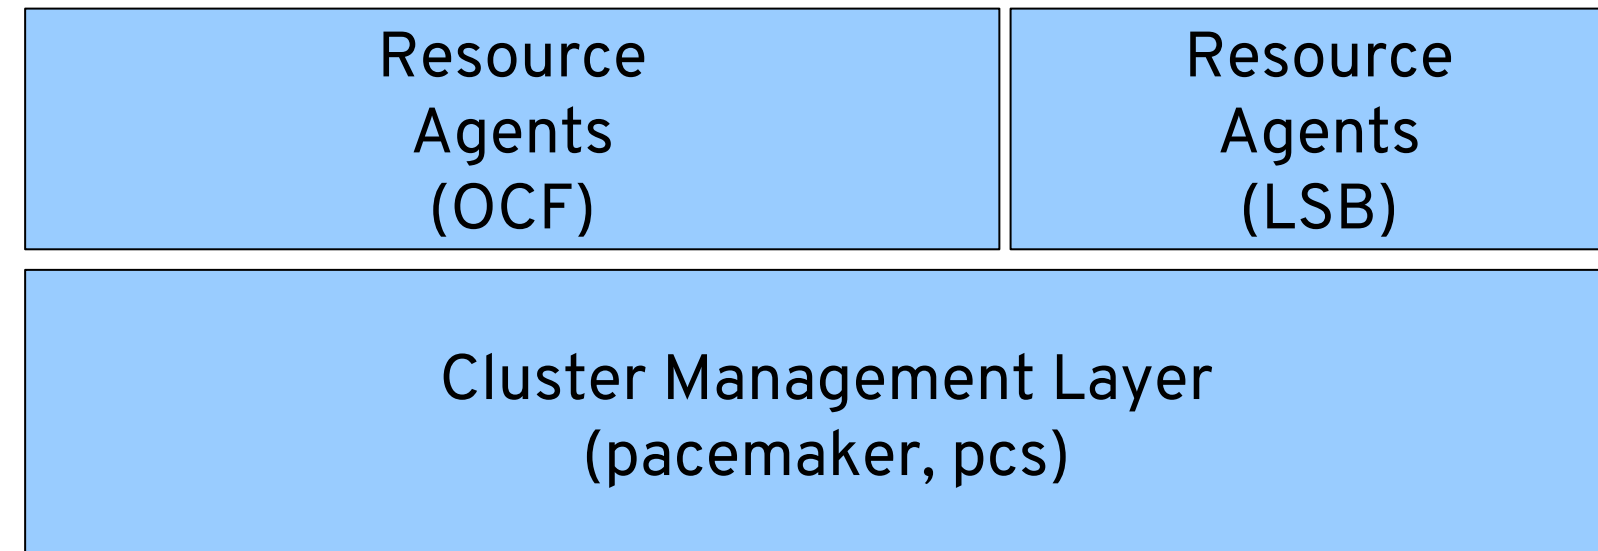 Resource
Agents
(OCF)
Resource
Agents
(LSB)
Cluster Management Layer
(pacemaker, pcs)